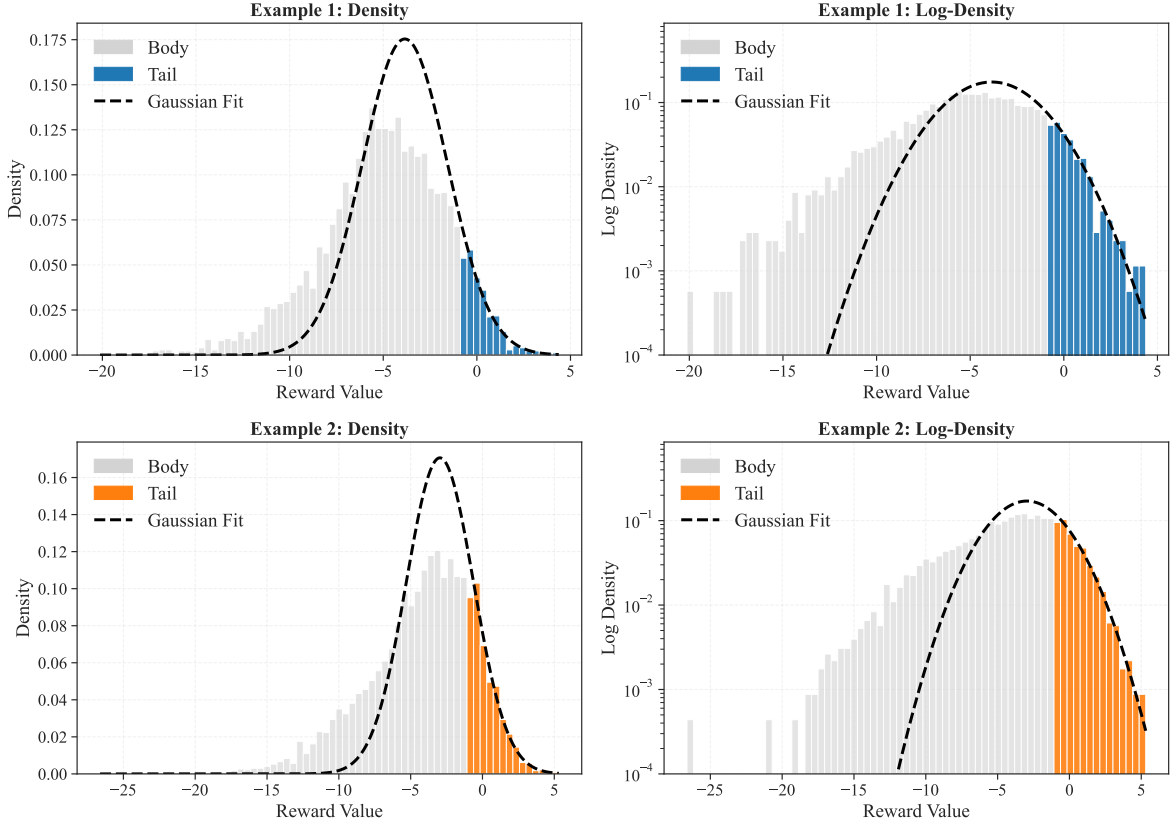 Example 1: Density
Density
0.175
0.150
0.125
0.100
0.075
0.050
0.025
0.000
Body
Tail
Gaussian Fit
−20 −15 −10 −5 0 5
Reward Value
Example 1: Log-Density
Log Density
10⁻¹
10⁻²
10⁻³
10⁻⁴
Body
Tail
Gaussian Fit
−20 −15 −10 −5 0 5
Reward Value
Example 2: Density
Density
0.16
0.14
0.12
0.10
0.08
0.06
0.04
0.02
0.00
Body
Tail
Gaussian Fit
−25 −20 −15 −10 −5 0 5
Reward Value
Example 2: Log-Density
Log Density
10⁻¹
10⁻²
10⁻³
10⁻⁴
Body
Tail
Gaussian Fit
−25 −20 −15 −10 −5 0 5
Reward Value